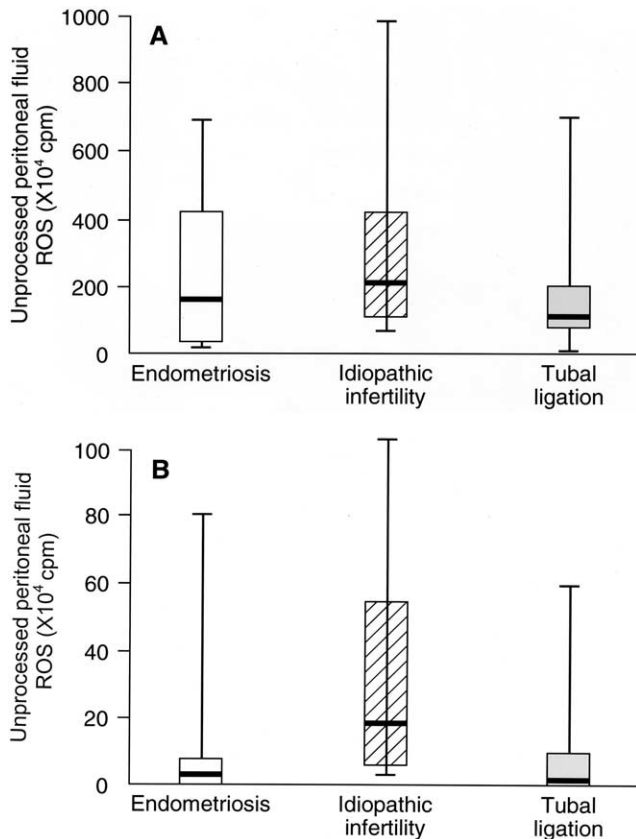 A
Unprocessed peritoneal fluid
ROS (X10⁴ cpm)
1000
800
600
400
200
0
Endometriosis
Idiopathic
infertility
Tubal
ligation
B
Unprocessed peritoneal fluid
ROS (X10⁴ cpm)
100
80
60
40
20
0
Endometriosis
Idiopathic
infertility
Tubal
ligation